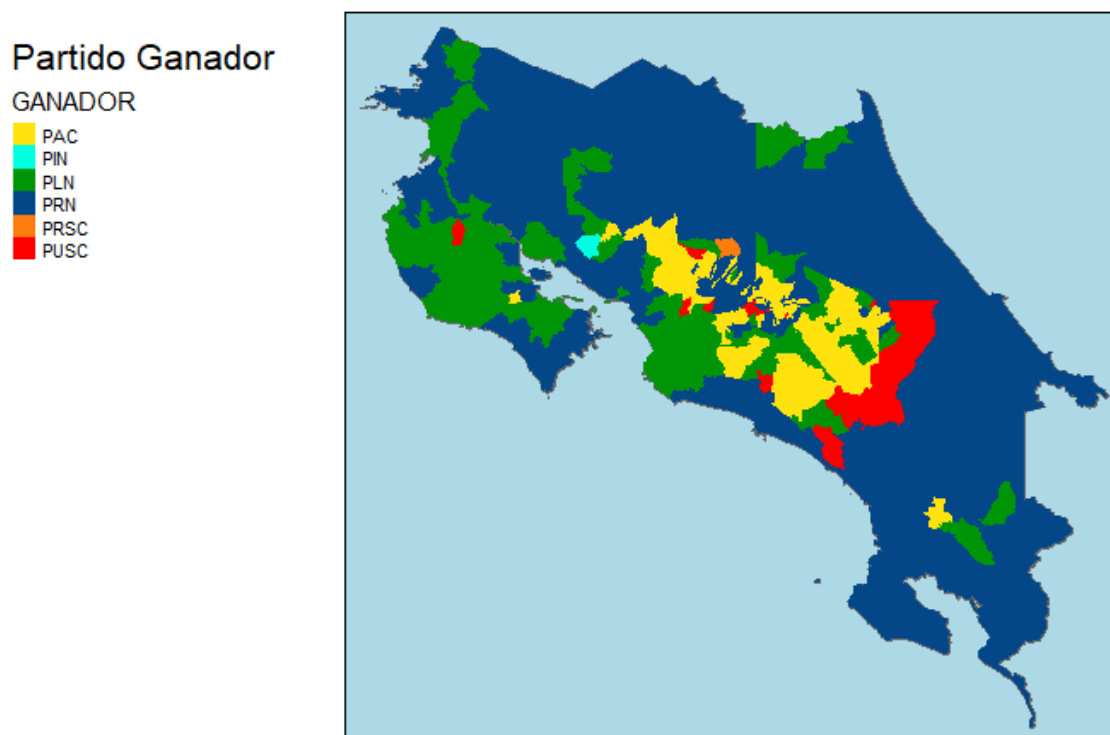 Partido Ganador
GANADOR
PAC
PIN
PLN
PRN
PRSC
PUSC